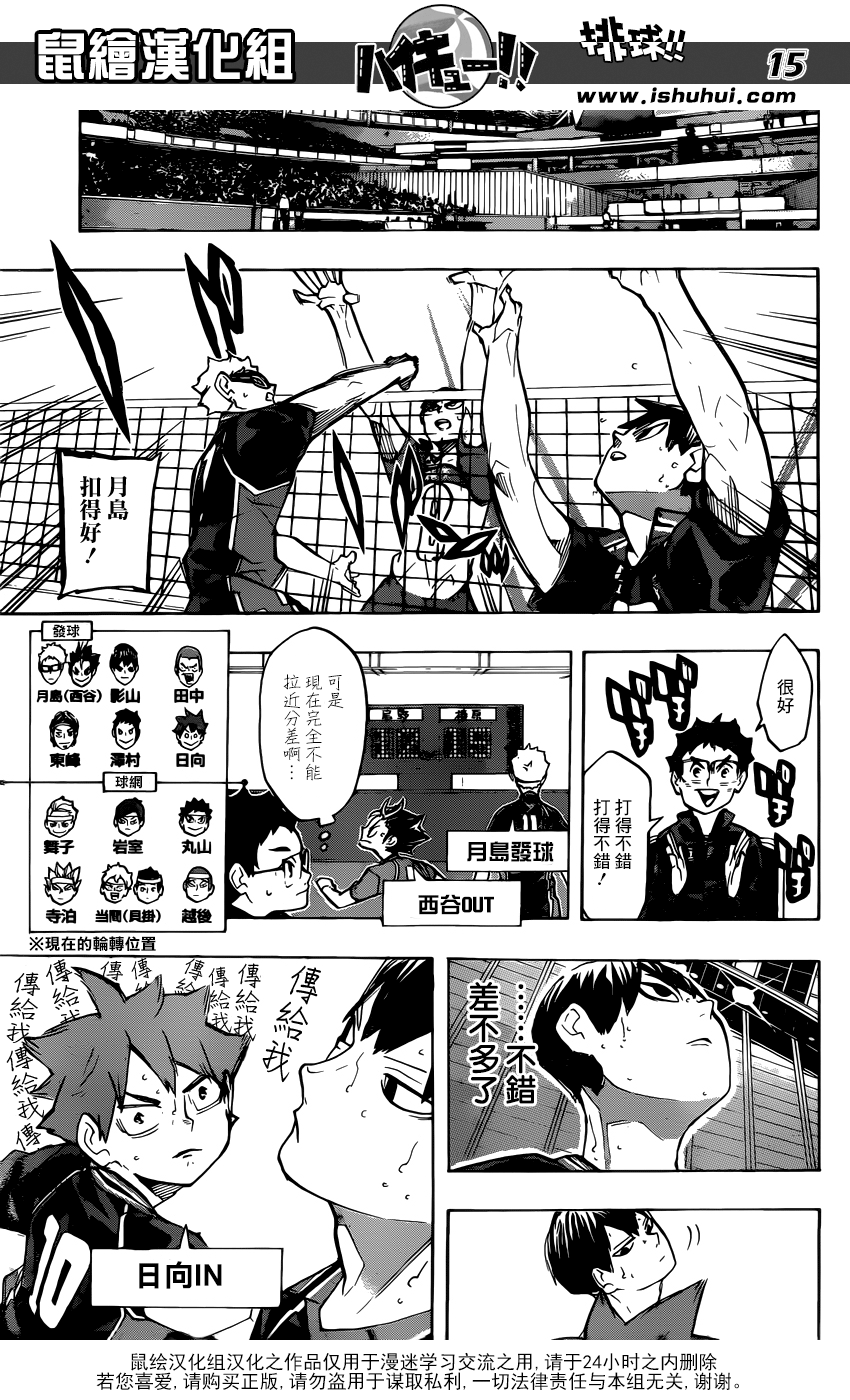 鼠繪漢化組
ハイキュー!!
排球!!
15
www.ishuhui.com
月島
扣得好！
很好
打得不錯
打得不錯！
可是
現在完全不能
拉近分差啊…
月島發球
西谷OUT
發球
月島(西谷) 影山 田中
東峰 澤村 日向
球網
舞子 岩室 丸山
寺泊 当間(貝掛) 越後
※現在的輪轉位置
……不錯
差不多了
傳給我
傳給我
傳給我
傳給我
傳給我
傳給我
傳給我
傳
日向IN
10
鼠绘汉化组汉化之作品仅用于漫迷学习交流之用, 请于24小时之内删除
若您喜爱, 请购买正版, 请勿盗用于谋取私利, 一切法律责任与本组无关, 谢谢。